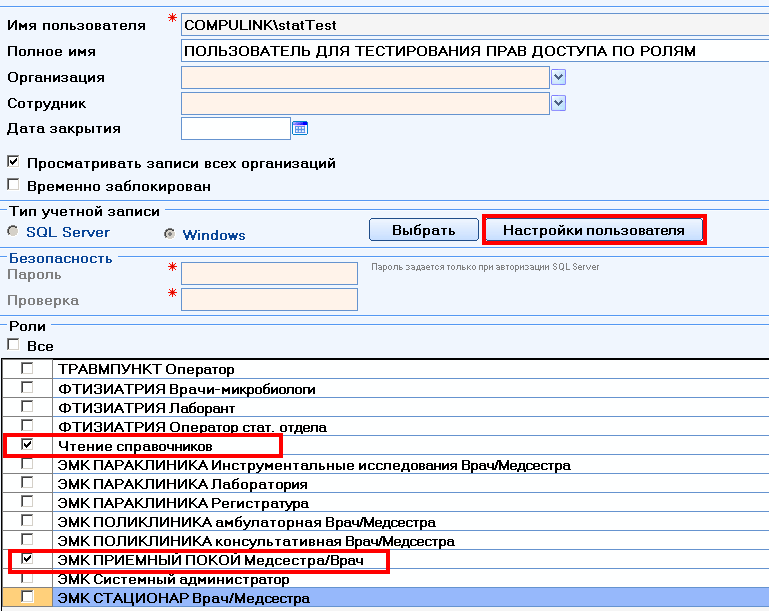 Имя пользователя * COMPULINK\statTest
Полное имя ПОЛЬЗОВАТЕЛЬ ДЛЯ ТЕСТИРОВАНИЯ ПРАВ ДОСТУПА ПО РОЛЯМ
Организация
Сотрудник
Дата закрытия
Просматривать записи всех организаций
Временно заблокирован
Тип учетной записи
SQL Server Windows Выбрать Настройки пользователя
Безопасность
Пароль * Пароль задается только при авторизации SQL Server
Проверка *
Роли
Все
ТРАВМПУНКТ Оператор
ФТИЗИАТРИЯ Врачи-микробиологи
ФТИЗИАТРИЯ Лаборант
ФТИЗИАТРИЯ Оператор стат. отдела
Чтение справочников
ЭМК ПАРАКЛИНИКА Инструментальные исследования Врач/Медсестра
ЭМК ПАРАКЛИНИКА Лаборатория
ЭМК ПАРАКЛИНИКА Регистратура
ЭМК ПОЛИКЛИНИКА амбулаторная Врач/Медсестра
ЭМК ПОЛИКЛИНИКА консультативная Врач/Медсестра
ЭМК ПРИЕМНЫЙ ПОКОЙ Медсестра/Врач
ЭМК Системный администратор
ЭМК СТАЦИОНАР Врач/Медсестра